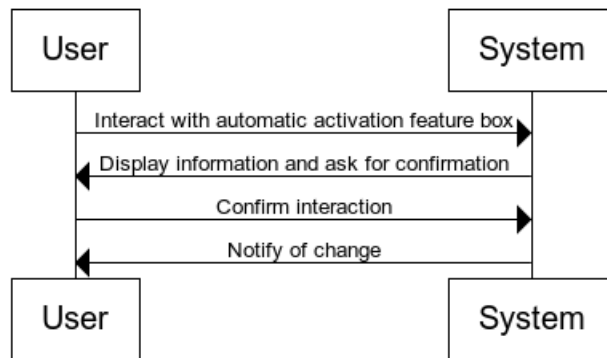 User
System
Interact with automatic activation feature box
Display information and ask for confirmation
Confirm interaction
Notify of change
User
System